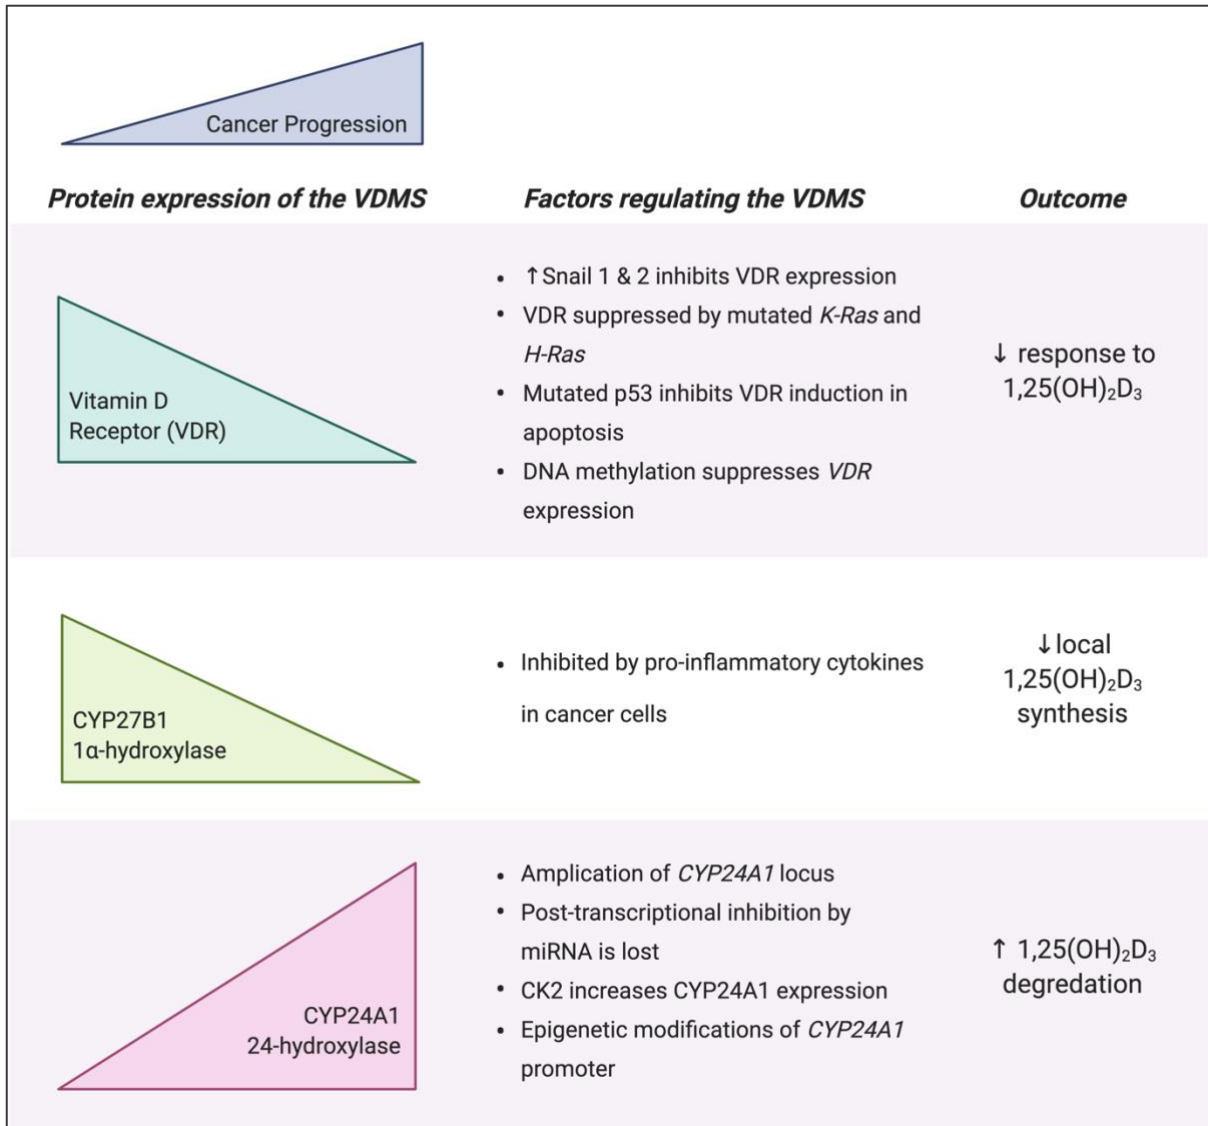 Cancer Progression
Protein expression of the VDMS
Factors regulating the VDMS
Outcome
Vitamin D
Receptor (VDR)
• ↑Snail 1 & 2 inhibits VDR expression
• VDR suppressed by mutated K-Ras and
H-Ras
• Mutated p53 inhibits VDR induction in
apoptosis
• DNA methylation suppresses VDR
expression
↓ response to
1,25(OH)₂D₃
CYP27B1
1α-hydroxylase
• Inhibited by pro-inflammatory cytokines
in cancer cells
↓local
1,25(OH)₂D₃
synthesis
CYP24A1
24-hydroxylase
• Amplication of CYP24A1 locus
• Post-transcriptional inhibition by
miRNA is lost
• CK2 increases CYP24A1 expression
• Epigenetic modifications of CYP24A1
promoter
↑ 1,25(OH)₂D₃
degredation